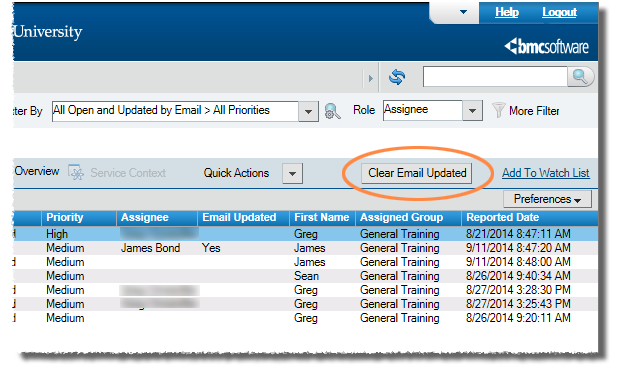 Help Logout
University
bmcsoftware
ter By All Open and Updated by Email > All Priorities Role Assignee More Filter
Overview Service Context Quick Actions Clear Email Updated Add To Watch List
Preferences
Priority Assignee Email Updated First Name Assigned Group Reported Date
High Greg General Training 8/21/2014 8:47:11 AM
Medium James Bond Yes James General Training 9/11/2014 8:47:20 AM
d Medium James General Training 9/11/2014 8:48:00 AM
Medium Sean General Training 8/26/2014 9:40:34 AM
d Medium Greg General Training 8/27/2014 3:28:30 PM
d Medium Greg General Training 8/27/2014 3:25:43 PM
d Medium Greg General Training 8/26/2014 9:20:11 AM